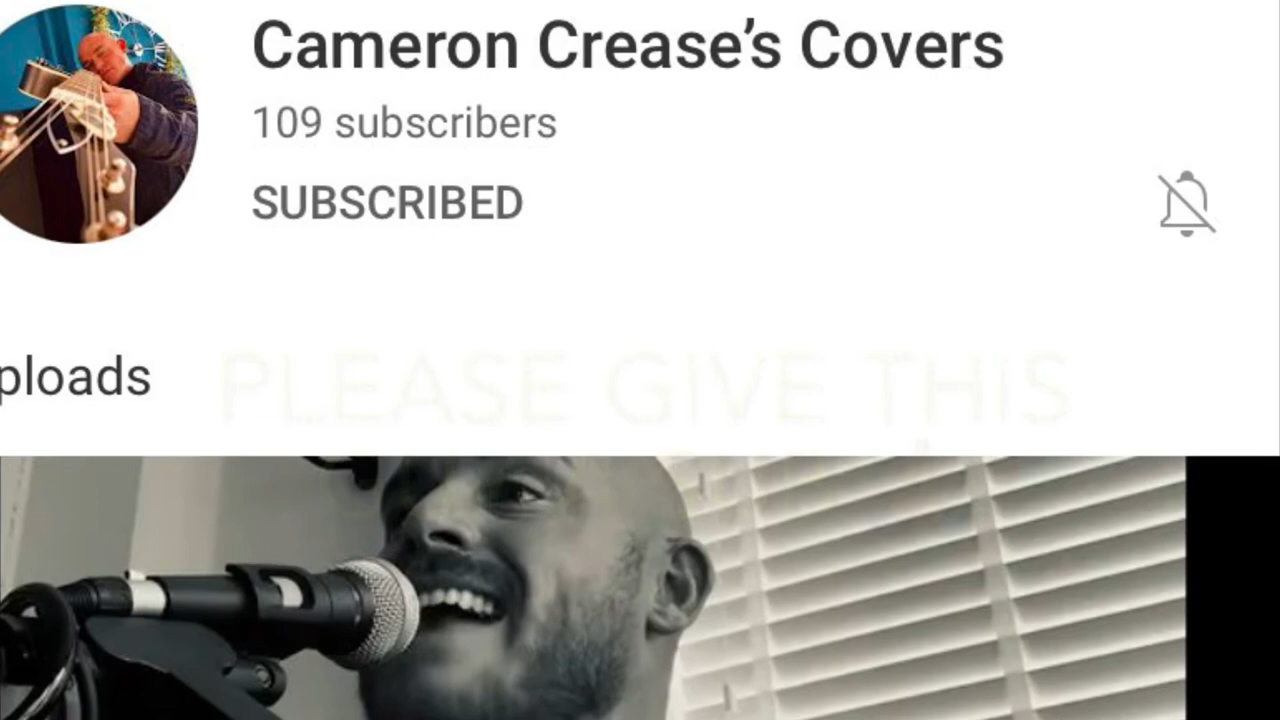 Cameron Crease’s Covers
109 subscribers
SUBSCRIBED
ploads
PLEASE GIVE THiS